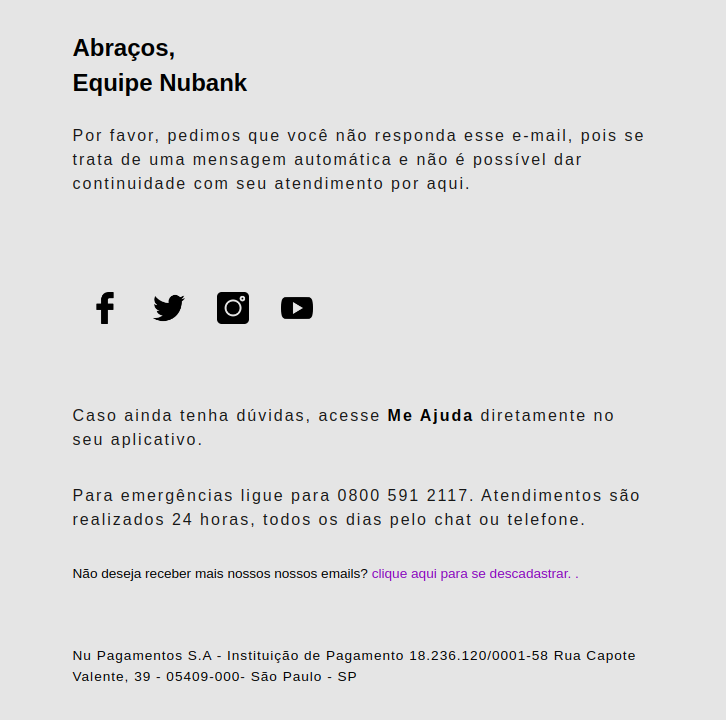 Abraços,
Equipe Nubank
Por favor, pedimos que você não responda esse e-mail, pois se
trata de uma mensagem automática e não é possível dar
continuidade com seu atendimento por aqui.
Caso ainda tenha dúvidas, acesse Me Ajuda diretamente no
seu aplicativo.
Para emergências ligue para 0800 591 2117. Atendimentos são
realizados 24 horas, todos os dias pelo chat ou telefone.
Não deseja receber mais nossos nossos emails? clique aqui para se descadastrar. .
Nu Pagamentos S.A - Instituição de Pagamento 18.236.120/0001-58 Rua Capote
Valente, 39 - 05409-000- São Paulo - SP